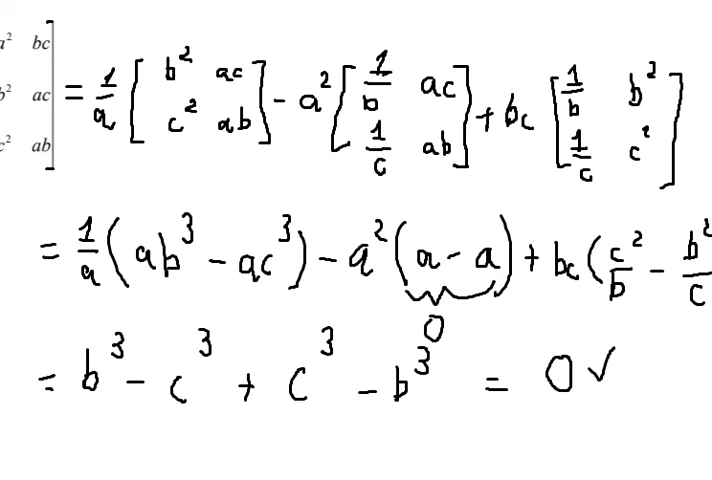 a² bc
b² ac
c² ab
= 1/a [b² ac; c² ab] - a² [1/b ac; 1/c ab] + bc [1/b b²; 1/c c²]
= 1/a (ab³ - ac³) - a² (a - a) + bc (c²/b - b²/c
0
= b³ - c³ + c³ - b³ = 0 ✓